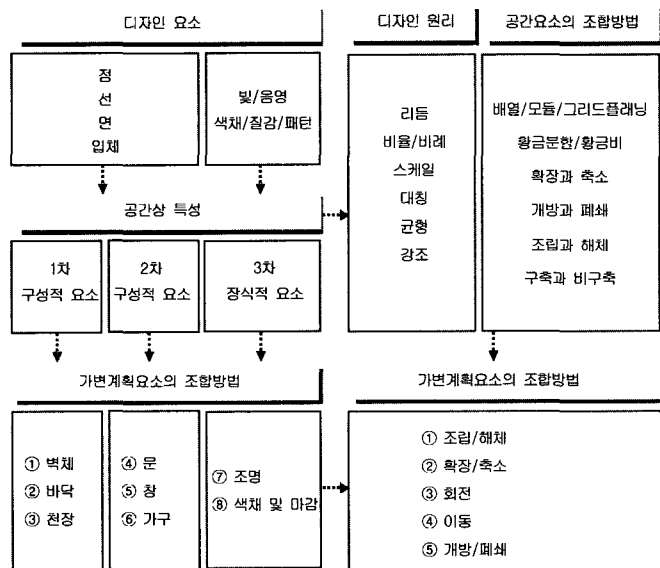 디자인 요소
점
선
면
입체
빛/음영
색채/질감/패턴
공간상 특성
1차
구성적 요소
2차
구성적 요소
3차
장식적 요소
가변계획요소의 조합방법
① 벽체
② 바닥
③ 천장
④ 문
⑤ 창
⑥ 가구
⑦ 조명
⑧ 색채 및 마감
디자인 원리
리듬
비율/비례
스케일
대칭
균형
강조
공간요소의 조합방법
배열/모듈/그리드플래닝
황금분할/황금비
확장과 축소
개방과 폐쇄
조립과 해체
구축과 비구축
가변계획요소의 조합방법
① 조립/해체
② 확장/축소
③ 회전
④ 이동
⑤ 개방/폐쇄